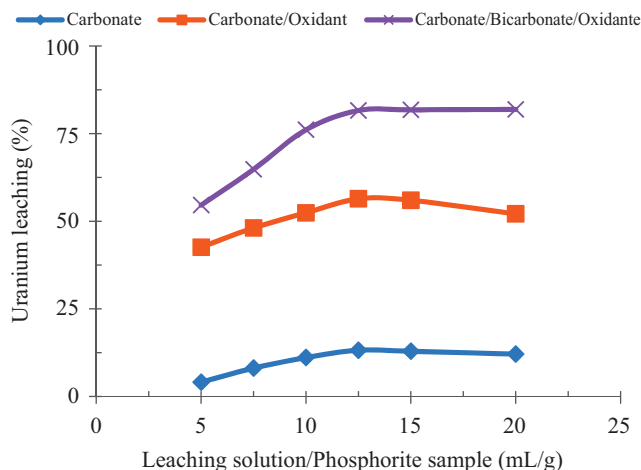 Carbonate Carbonate/Oxidant Carbonate/Bicarbonate/Oxidante
100
75
50
25
0
Uranium leaching (%)
0 5 10 15 20 25
Leaching solution/Phosphorite sample (mL/g)